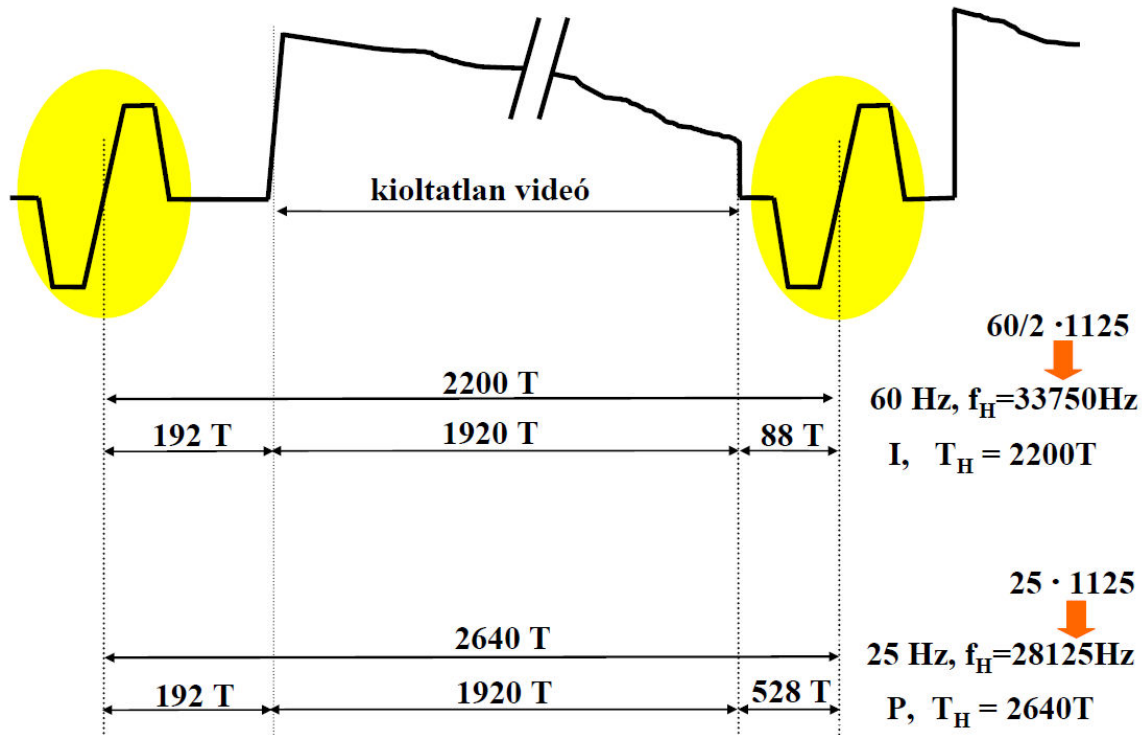 kioltatlan videó
60/2 ·1125
2200 T
60 Hz, fH=33750Hz
192 T
1920 T
88 T
I, TH = 2200T
25 · 1125
2640 T
25 Hz, fH=28125Hz
192 T
1920 T
528 T
P, TH = 2640T